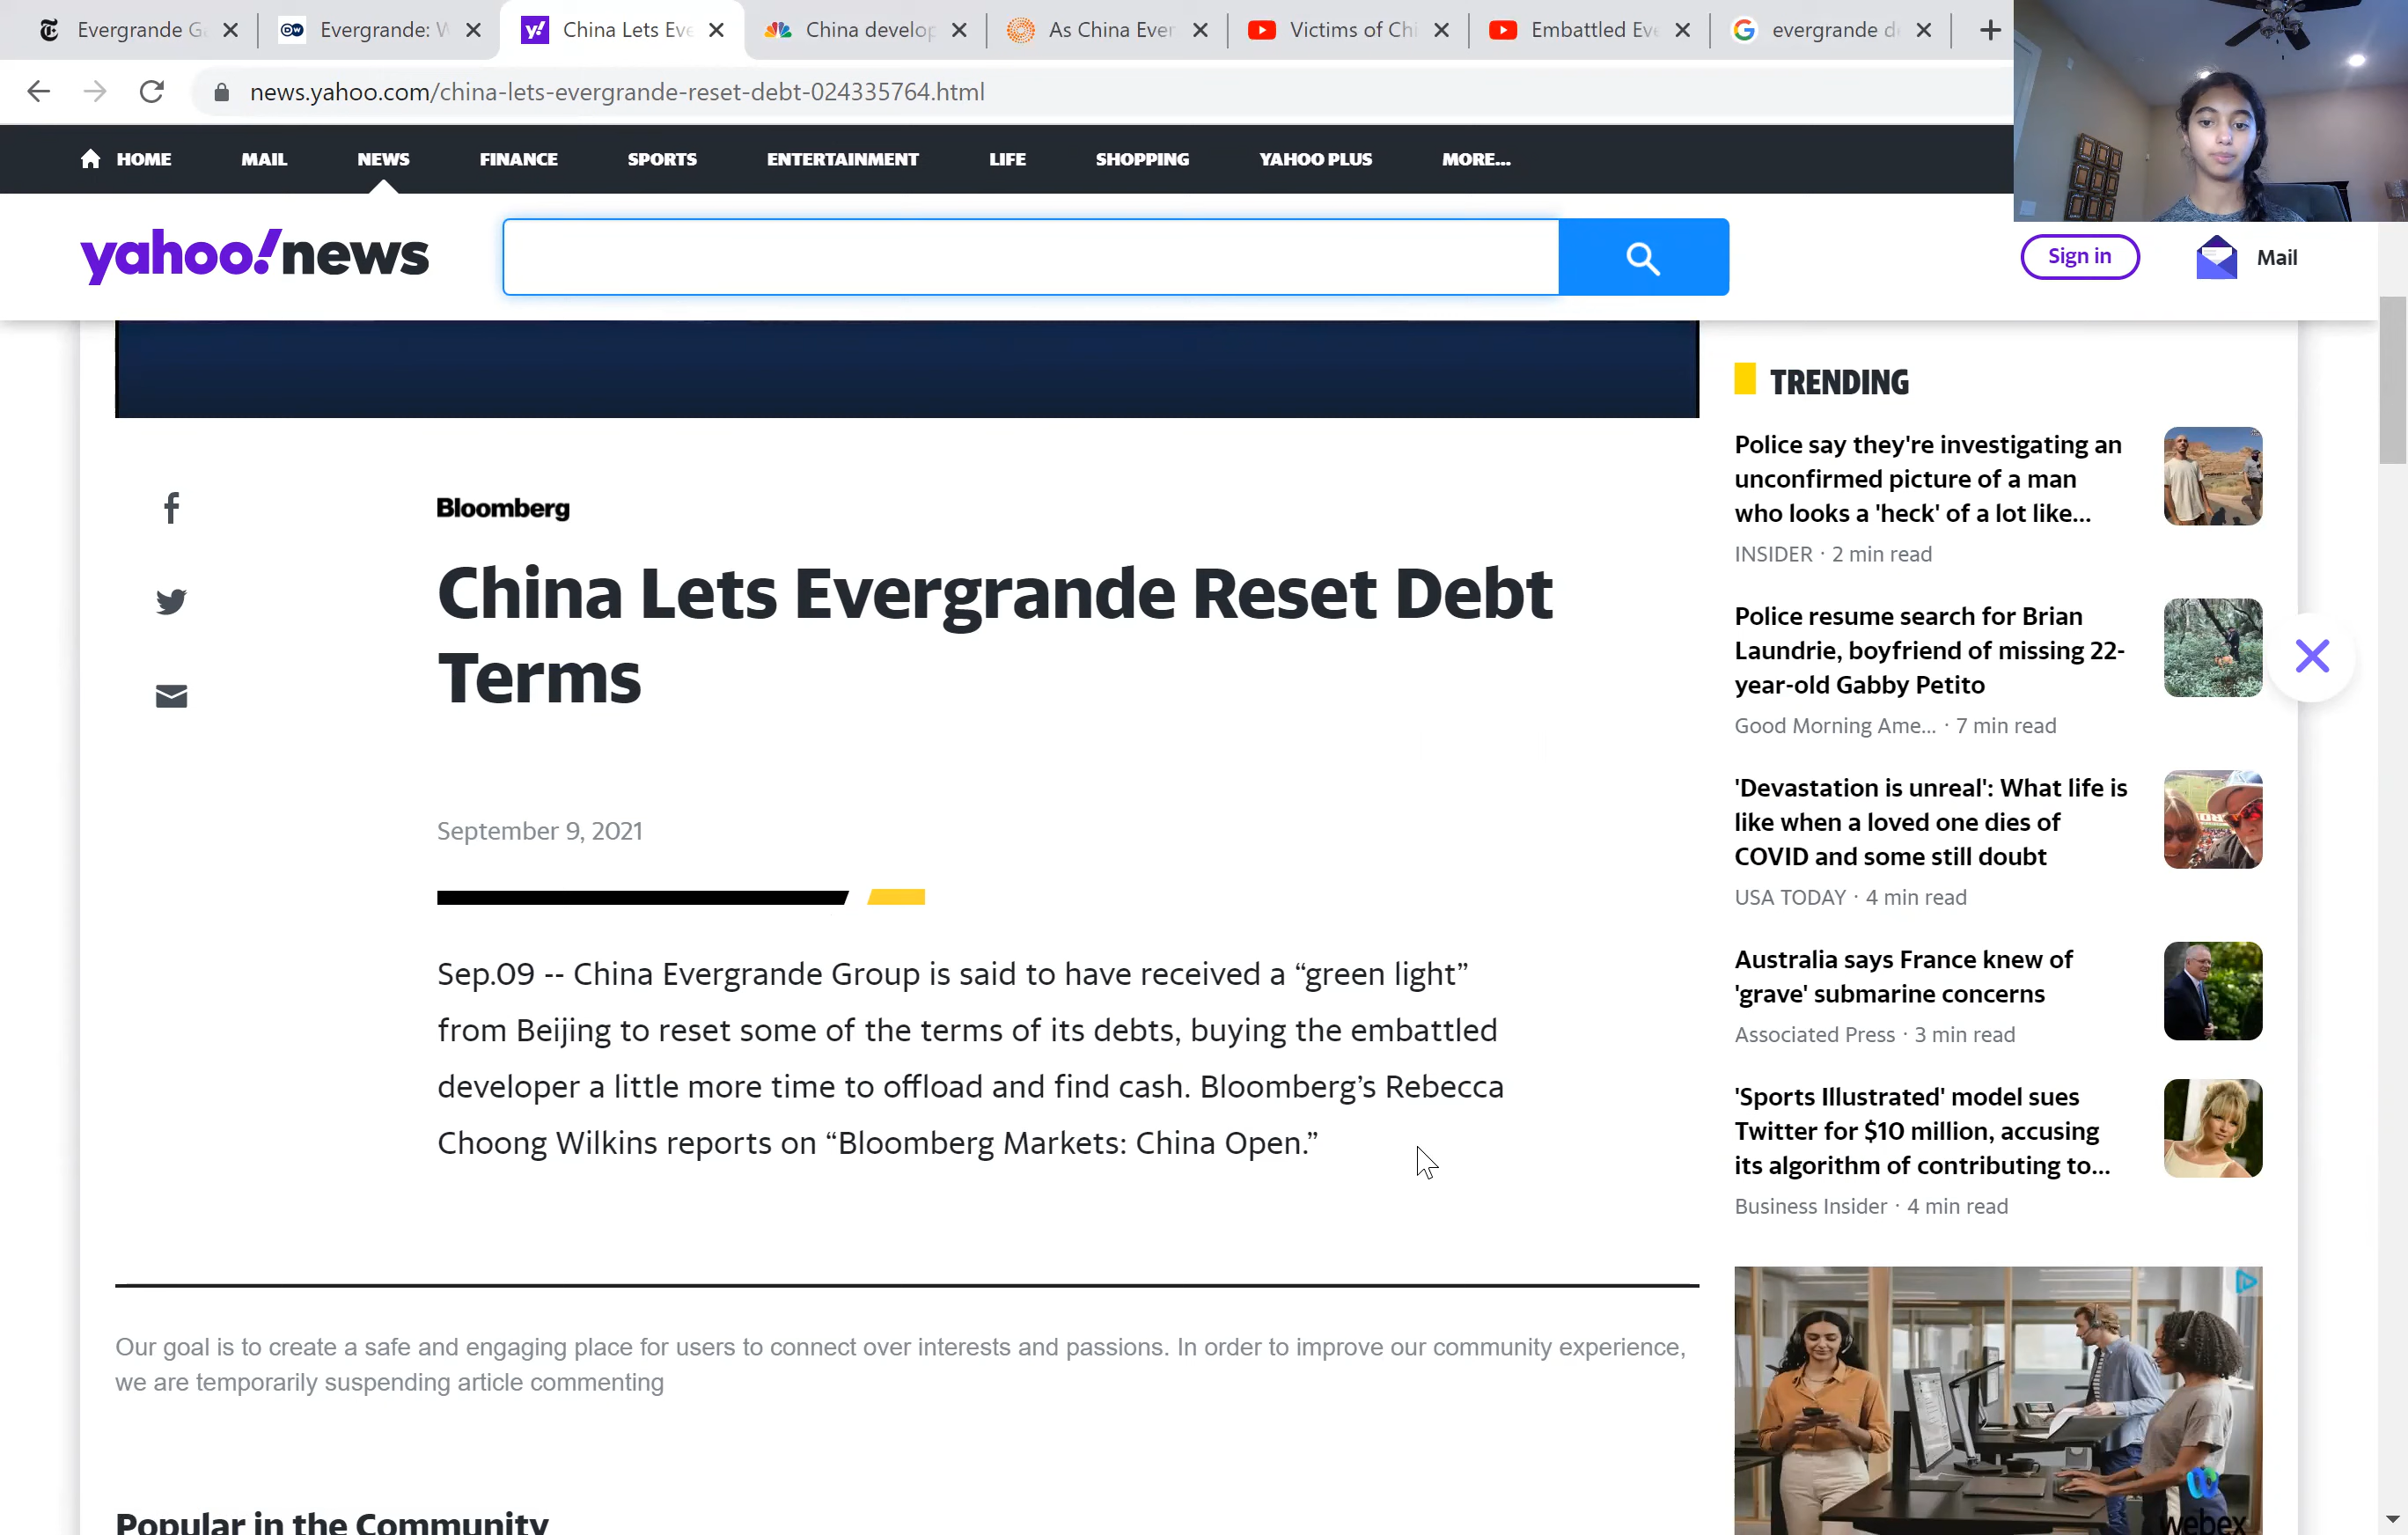 Evergrande G
Evergrande: W
China Lets Eve
China develop
As China Ever
Victims of Chi
Embattled Eve
evergrande d
news.yahoo.com/china-lets-evergrande-reset-debt-024335764.html
HOME
MAIL
NEWS
FINANCE
SPORTS
ENTERTAINMENT
LIFE
SHOPPING
YAHOO PLUS
MORE...
yahoo!news
Sign in
Mail
Bloomberg
China Lets Evergrande Reset Debt
Terms
September 9, 2021
Sep.09 -- China Evergrande Group is said to have received a “green light”
from Beijing to reset some of the terms of its debts, buying the embattled
developer a little more time to offload and find cash. Bloomberg’s Rebecca
Choong Wilkins reports on “Bloomberg Markets: China Open.”
Our goal is to create a safe and engaging place for users to connect over interests and passions. In order to improve our community experience,
we are temporarily suspending article commenting
Popular in the Community
TRENDING
Police say they're investigating an
unconfirmed picture of a man
who looks a 'heck' of a lot like...
INSIDER · 2 min read
Police resume search for Brian
Laundrie, boyfriend of missing 22-
year-old Gabby Petito
Good Morning Ame... · 7 min read
'Devastation is unreal': What life is
like when a loved one dies of
COVID and some still doubt
USA TODAY · 4 min read
Australia says France knew of
'grave' submarine concerns
Associated Press · 3 min read
'Sports Illustrated' model sues
Twitter for $10 million, accusing
its algorithm of contributing to...
Business Insider · 4 min read
webex